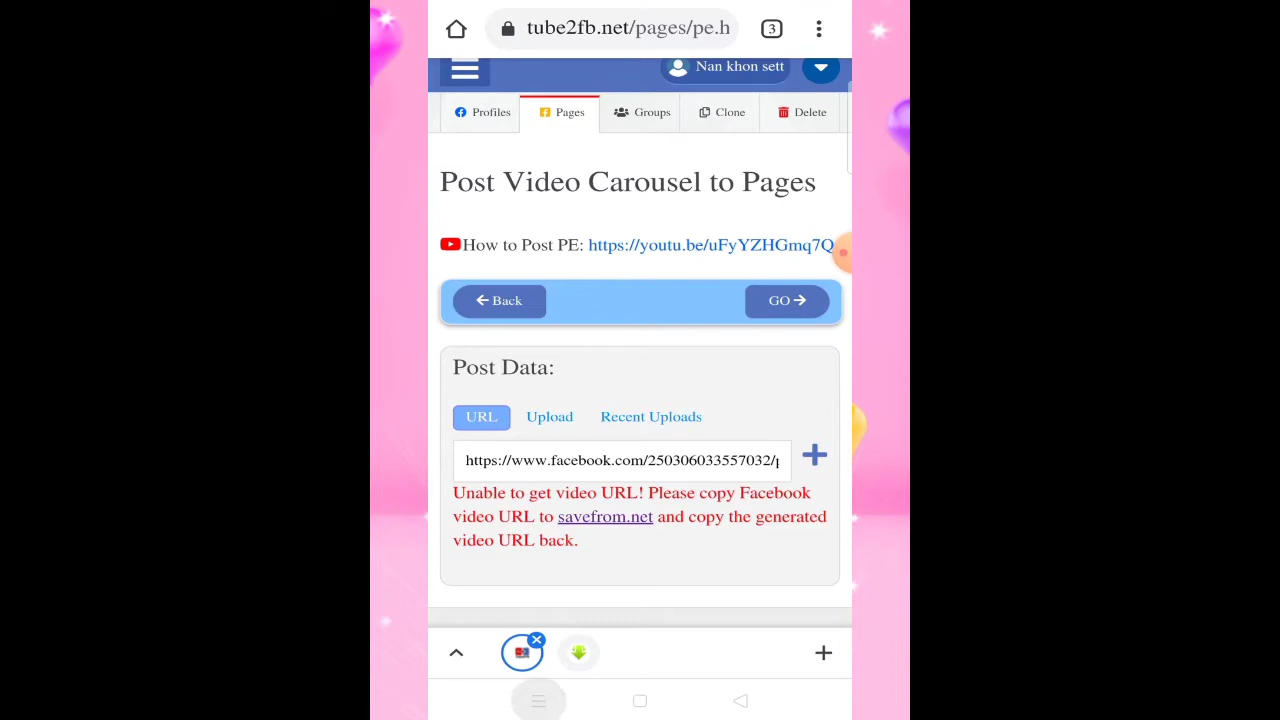 tube2fb.net/pages/pe.h
3
Nan khon sett
Profiles
Pages
Groups
Clone
Delete
Post Video Carousel to Pages
How to Post PE: https://youtu.be/uFyYZHGmq7Q
Back
GO
Post Data:
URL
Upload
Recent Uploads
https://www.facebook.com/250306033557032/p
Unable to get video URL! Please copy Facebook
video URL to savefrom.net and copy the generated
video URL back.